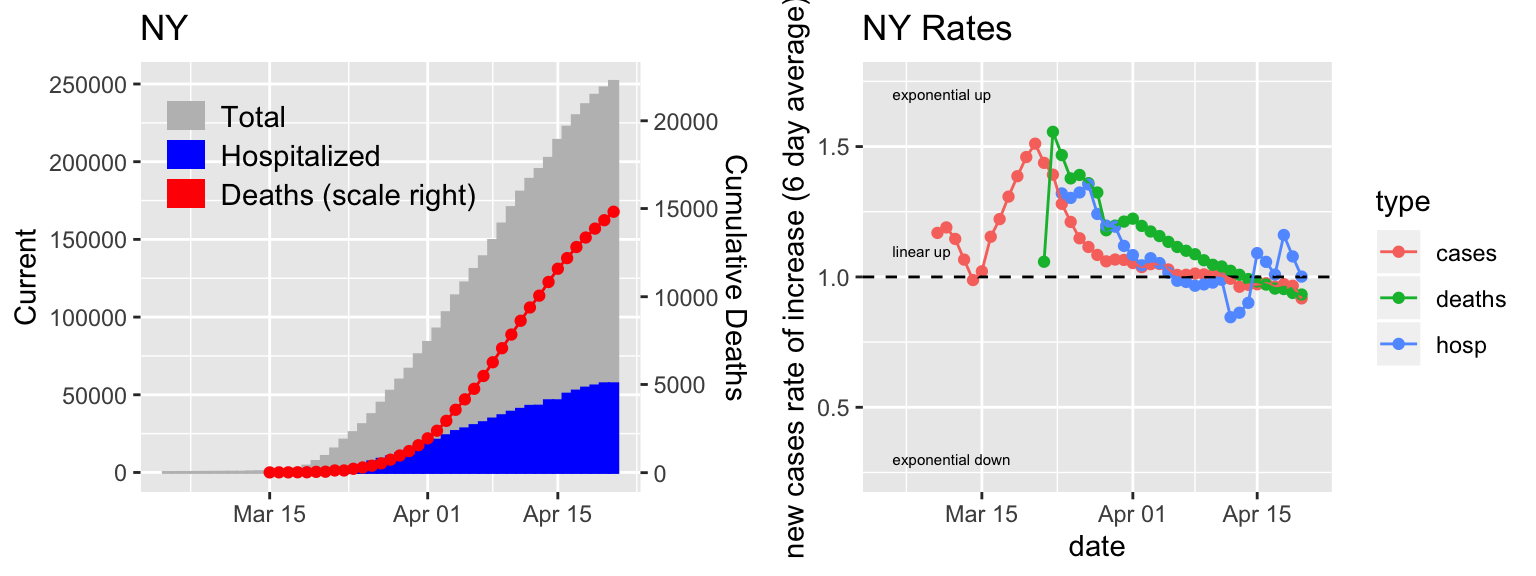 NY
Current
250000
200000
150000
100000
50000
0
Total
Hospitalized
Deaths (scale right)
20000
15000
10000
5000
0
Cumulative Deaths
Mar 15
Apr 01
Apr 15
NY Rates
new cases rate of increase (6 day average)
1.5
1.0
0.5
exponential up
linear up
exponential down
Mar 15
Apr 01
Apr 15
date
type
cases
deaths
hosp